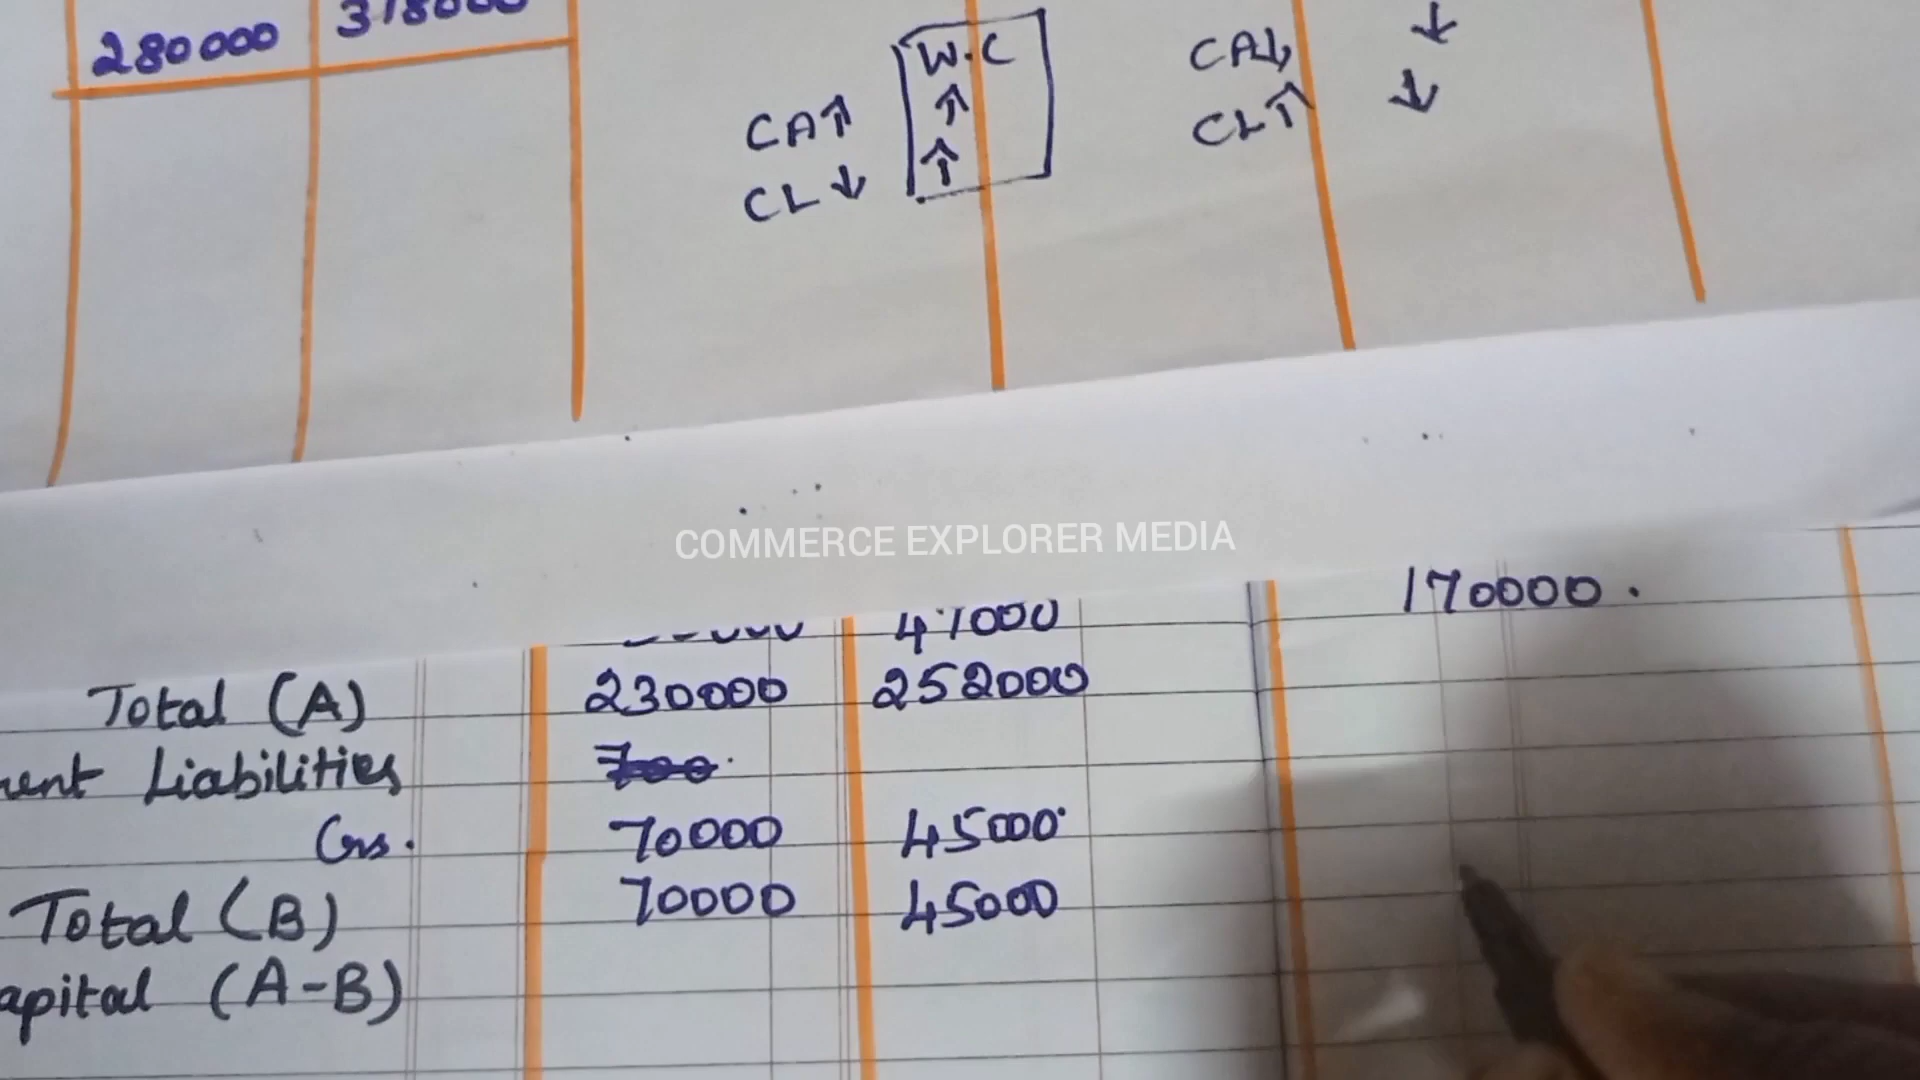 280000 318000
W.C
CA↑ ↑
CL↓ ↑
CA↓ ↓
CL↑ ↓
COMMERCE EXPLORER MEDIA
170000.
47000
Total (A) 230000 252000
Liabilities
Crs. 70000 45000
Total (B) 70000 45000
apital (A-B)